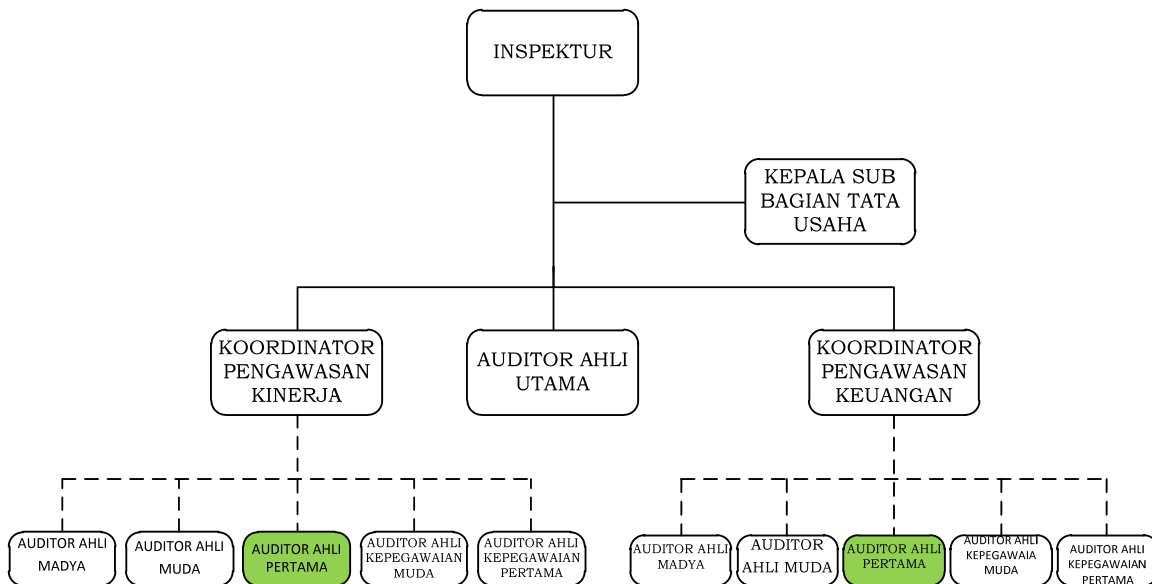 INSPEKTUR
KEPALA SUB
BAGIAN TATA
USAHA
KOORDINATOR
PENGAWASAN
KINERJA
AUDITOR AHLI
UTAMA
KOORDINATOR
PENGAWASAN
KEUANGAN
AUDITOR AHLI
MADYA
AUDITOR AHLI
MUDA
AUDITOR AHLI
PERTAMA
AUDITOR AHLI
KEPEGAWAIAN
MUDA
AUDITOR AHLI
KEPEGAWAIAN
PERTAMA
AUDITOR AHLI
MADYA
AUDITOR
AHLI MUDA
AUDITOR AHLI
PERTAMA
AUDITOR AHLI
KEPEGAWAIA
MUDA
AUDITOR AHLI
KEPEGAWAIAN
PERTAMA